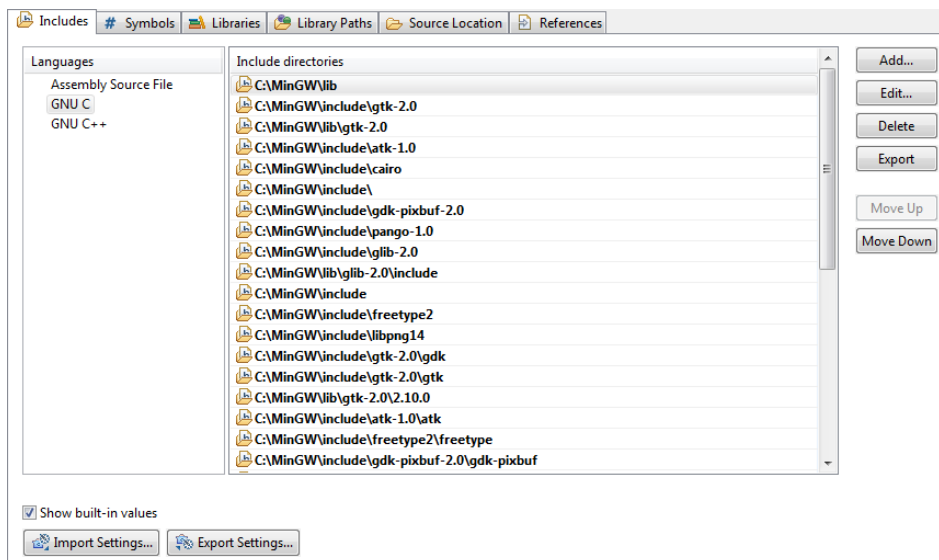 Includes # Symbols Libraries Library Paths Source Location References
Languages
Assembly Source File
GNU C
GNU C++
Include directories
C:\MinGW\lib
C:\MinGW\include\gtk-2.0
C:\MinGW\lib\gtk-2.0
C:\MinGW\include\atk-1.0
C:\MinGW\include\cairo
C:\MinGW\include\
C:\MinGW\include\gdk-pixbuf-2.0
C:\MinGW\include\pango-1.0
C:\MinGW\include\glib-2.0
C:\MinGW\lib\glib-2.0\include
C:\MinGW\include
C:\MinGW\include\freetype2
C:\MinGW\include\libpng14
C:\MinGW\include\gtk-2.0\gdk
C:\MinGW\include\gtk-2.0\gtk
C:\MinGW\lib\gtk-2.0\2.10.0
C:\MinGW\include\atk-1.0\atk
C:\MinGW\include\freetype2\freetype
C:\MinGW\include\gdk-pixbuf-2.0\gdk-pixbuf
Add...
Edit...
Delete
Export
Move Up
Move Down
Show built-in values
Import Settings... Export Settings...